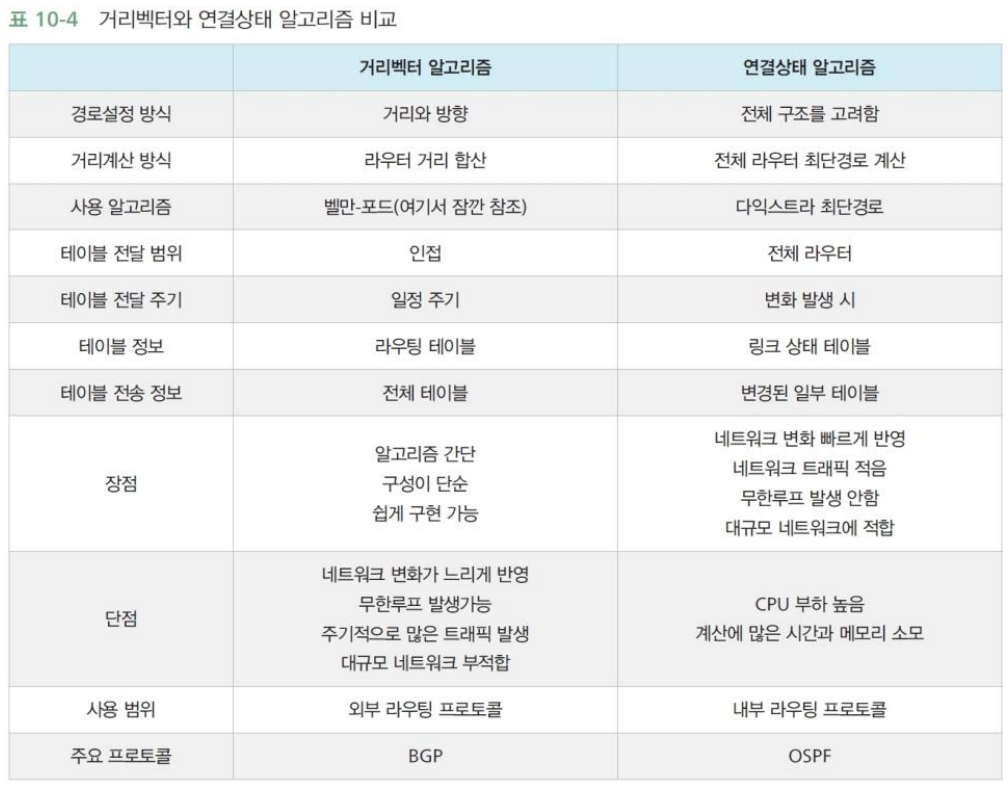 표 10-4 거리벡터와 연결상태 알고리즘 비교
거리벡터 알고리즘 연결상태 알고리즘
경로설정 방식 거리와 방향 전체 구조를 고려함
거리계산 방식 라우터 거리 합산 전체 라우터 최단경로 계산
사용 알고리즘 벨만-포드(여기서 잠깐 참조) 다익스트라 최단경로
테이블 전달 범위 인접 전체 라우터
테이블 전달 주기 일정 주기 변화 발생 시
테이블 정보 라우팅 테이블 링크 상태 테이블
테이블 전송 정보 전체 테이블 변경된 일부 테이블
장점
알고리즘 간단
구성이 단순
쉽게 구현 가능
네트워크 변화 빠르게 반영
네트워크 트래픽 적음
무한루프 발생 안함
대규모 네트워크에 적합
단점
네트워크 변화가 느리게 반영
무한루프 발생가능
주기적으로 많은 트래픽 발생
대규모 네트워크 부적합
CPU 부하 높음
계산에 많은 시간과 메모리 소모
사용 범위 외부 라우팅 프로토콜 내부 라우팅 프로토콜
주요 프로토콜 BGP OSPF